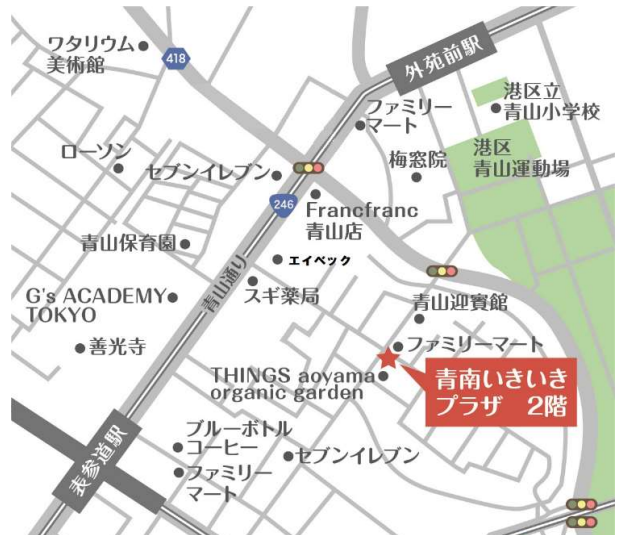 ワタリウム
美術館
418
外苑前駅
港区立
青山小学校
ファミリー
マート
ローソン
セブンイレブン
梅窓院
港区
青山運動場
246
Francfranc
青山店
青山保育園
エイベック
青山通り
スギ薬局
G's ACADEMY
TOKYO
青山迎賓館
善光寺
ファミリーマート
THINGS aoyama
organic garden
青南いきいき
プラザ 2階
表参道駅
ブルーボトル
コーヒー
セブンイレブン
ファミリー
マート